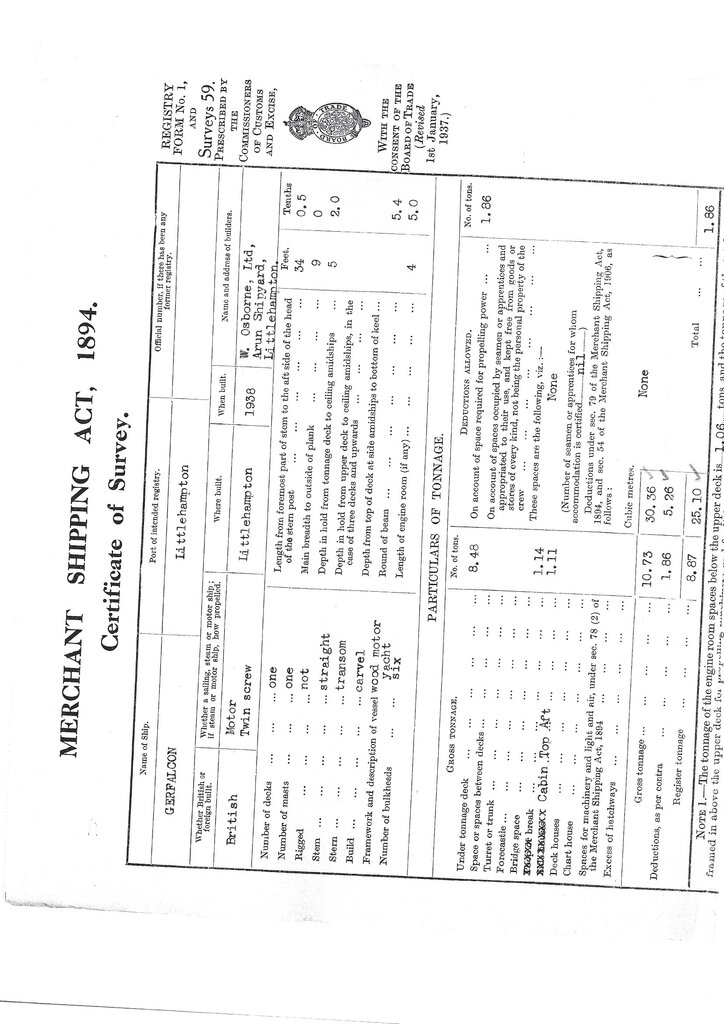 MERCHANT SHIPPING ACT, 1894.
Certificate of Survey.
REGISTRY
FORM No. 1,
AND
Surveys 59.
PRESCRIBED BY
THE
COMMISSIONERS
OF CUSTOMS
AND EXCISE,
BOARD OF TRADE
WITH THE
CONSENT OF THE
BOARD OF TRADE
(Revised
1st January,
1937.)
Name of Ship. Port of intended registry. Official number, if there has been any
former registry.
GERFALCON Littlehampton
Whether British or
foreign built. Whether a sailing, steam or motor ship;
if steam or motor ship, how propelled; Where built. When built. Name and address of builders.
British Motor
Twin screw Littlehampton 1938 W. Osborne, Ltd,
Arun Shipyard,
Littlehampton.
Number of decks ... ... ... one
Number of masts ... ... ... one
Rigged ... ... ... ... not
Stem ... ... ... ... straight
Stern ... ... ... ... transom
Build ... ... ... ... carvel
Framework and description of vessel wood motor
yacht
Number of bulkheads ... ... six
Feet. Tenths
Length from foremost part of stem to the aft side of the head
of the stern post ... ... ... ... 34 0.5
Main breadth to outside of plank ... ... ... 9 0
Depth in hold from tonnage deck to ceiling amidships ... 5 2.0
Depth in hold from upper deck to ceiling amidships, in the
case of three decks and upwards ... ... ...
Depth from top of deck at side amidships to bottom of keel ...
Round of beam ... ... ... ... 5.4
Length of engine room (if any) ... ... ... 4 5.0
PARTICULARS OF TONNAGE.
GROSS TONNAGE. No. of tons.
Under tonnage deck ... ... ... 8.48
Space or spaces between decks ... ... ...
Turret or trunk ... ... ... ...
Forecastle ... ... ... ...
Bridge space ... ... ... ...
Cabin Top Aft 1.14
Deck houses ... ... ... 1.11
Chart house ... ... ... ...
Spaces for machinery and light and air, under sec. 78 (2) of
the Merchant Shipping Act, 1894 ... ... ...
Excess of hatchways ... ... ... ...
Cubic metres.
Gross tonnage ... ... ... 10.73 30.36
Deductions, as per contra ... ... 1.86 5.26
Register tonnage ... ... 8.87 25.10
DEDUCTIONS ALLOWED. No. of tons.
On account of space required for propelling power ... ... 1.86
On account of spaces occupied by seamen or apprentices and
appropriated to their use, and kept free from goods or
stores of every kind, not being the personal property of the
crew ... ... ... ... ...
These spaces are the following, viz.:—
None
(Number of seamen or apprentices for whom
accommodation is certified nil)
Deductions under sec. 79 of the Merchant Shipping Act,
1894, and sec. 54 of the Merchant Shipping Act, 1906, as
follows:
None
Total ... ... 1.86
NOTE 1.—The tonnage of the engine room spaces below the upper deck is 1.06 tons, and the tonnage of the
framed in above the upper deck for